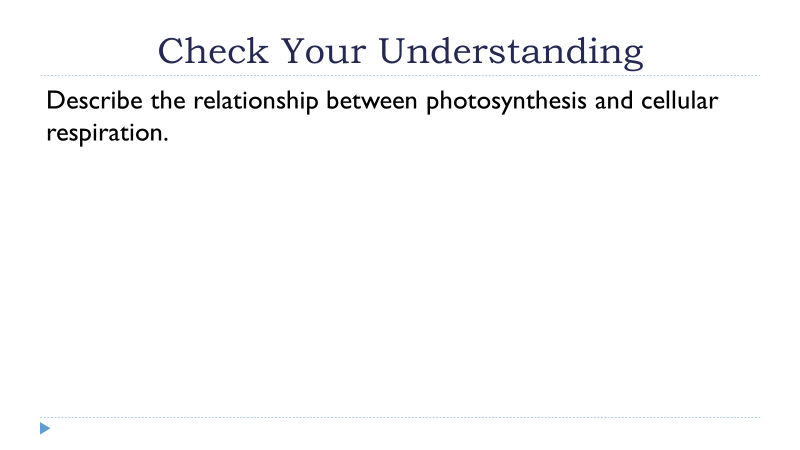 Check Your Understanding
Describe the relationship between photosynthesis and cellular
respiration.